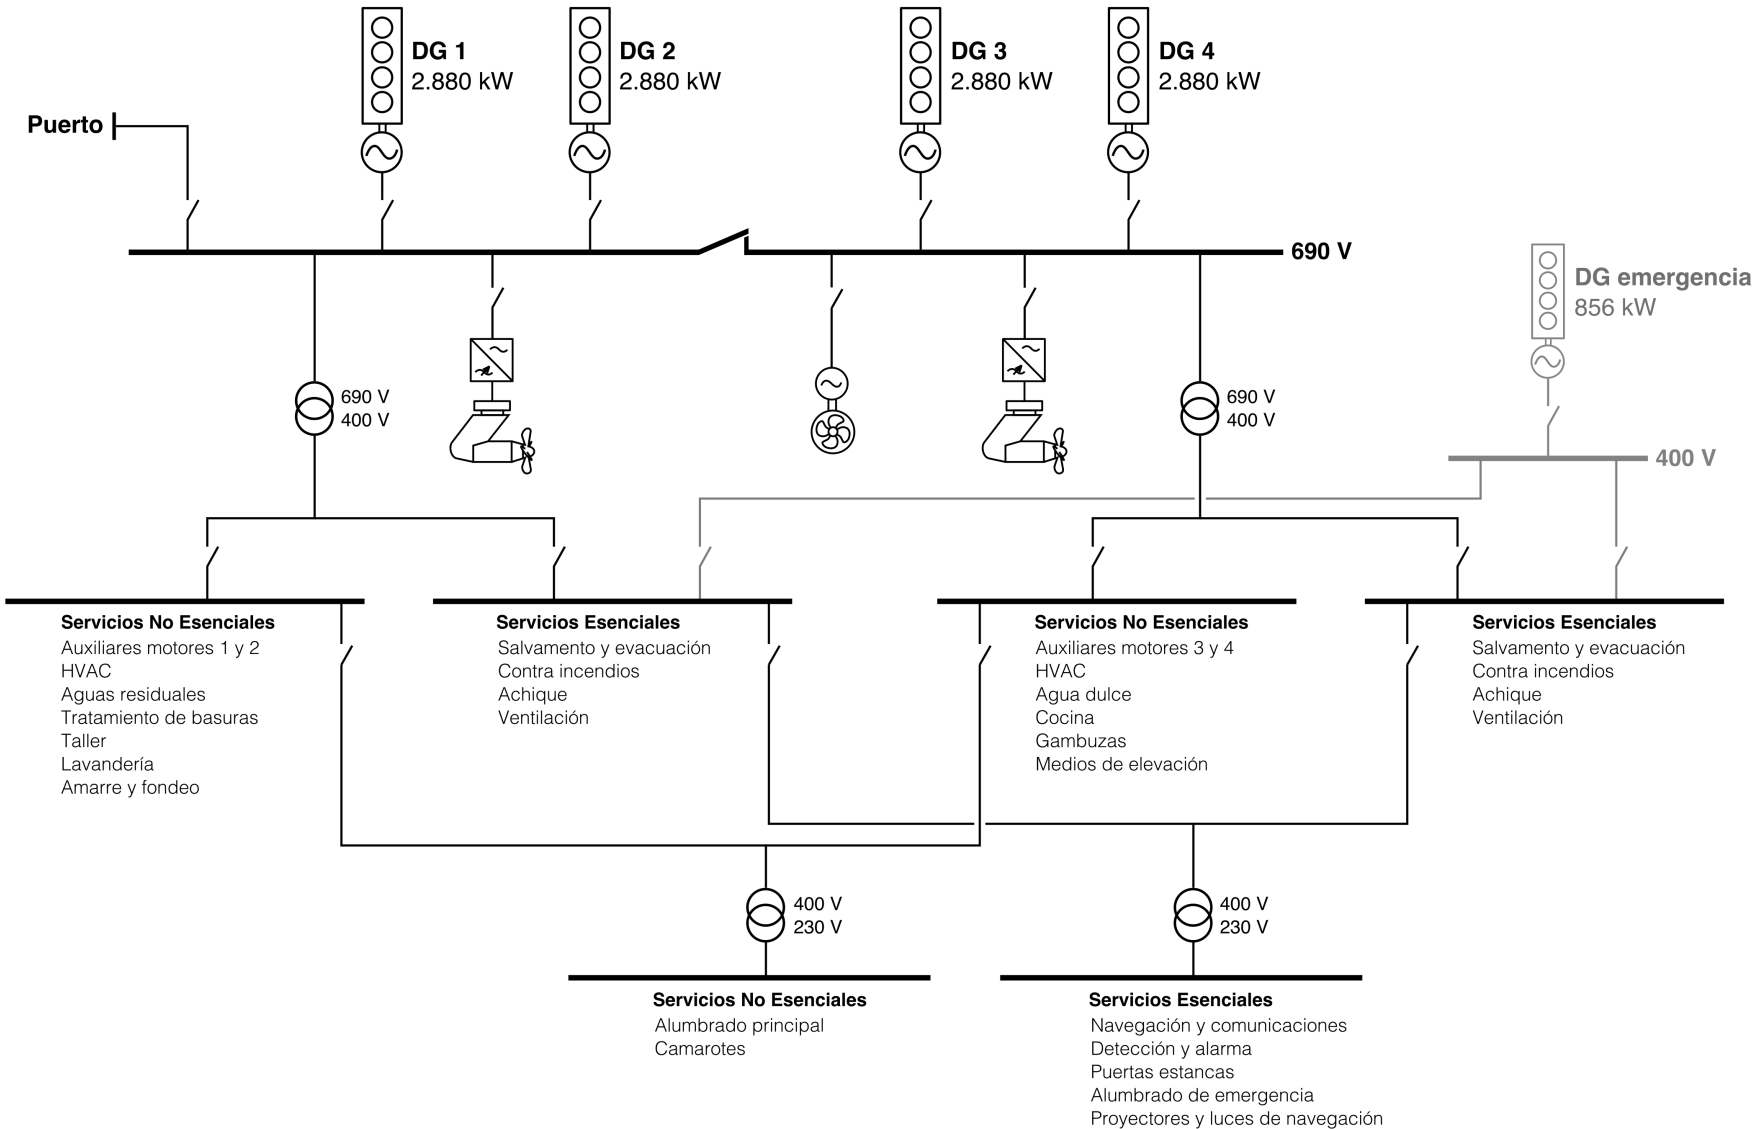 DG 1
2.880 kW
DG 2
2.880 kW
DG 3
2.880 kW
DG 4
2.880 kW
Puerto
690 V
DG emergencia
856 kW
690 V
400 V
690 V
400 V
400 V
Servicios No Esenciales
Auxiliares motores 1 y 2
HVAC
Aguas residuales
Tratamiento de basuras
Taller
Lavandería
Amarre y fondeo
Servicios Esenciales
Salvamento y evacuación
Contra incendios
Achique
Ventilación
Servicios No Esenciales
Auxiliares motores 3 y 4
HVAC
Agua dulce
Cocina
Gambuzas
Medios de elevación
Servicios Esenciales
Salvamento y evacuación
Contra incendios
Achique
Ventilación
400 V
230 V
400 V
230 V
Servicios No Esenciales
Alumbrado principal
Camarotes
Servicios Esenciales
Navegación y comunicaciones
Detección y alarma
Puertas estancas
Alumbrado de emergencia
Proyectores y luces de navegación